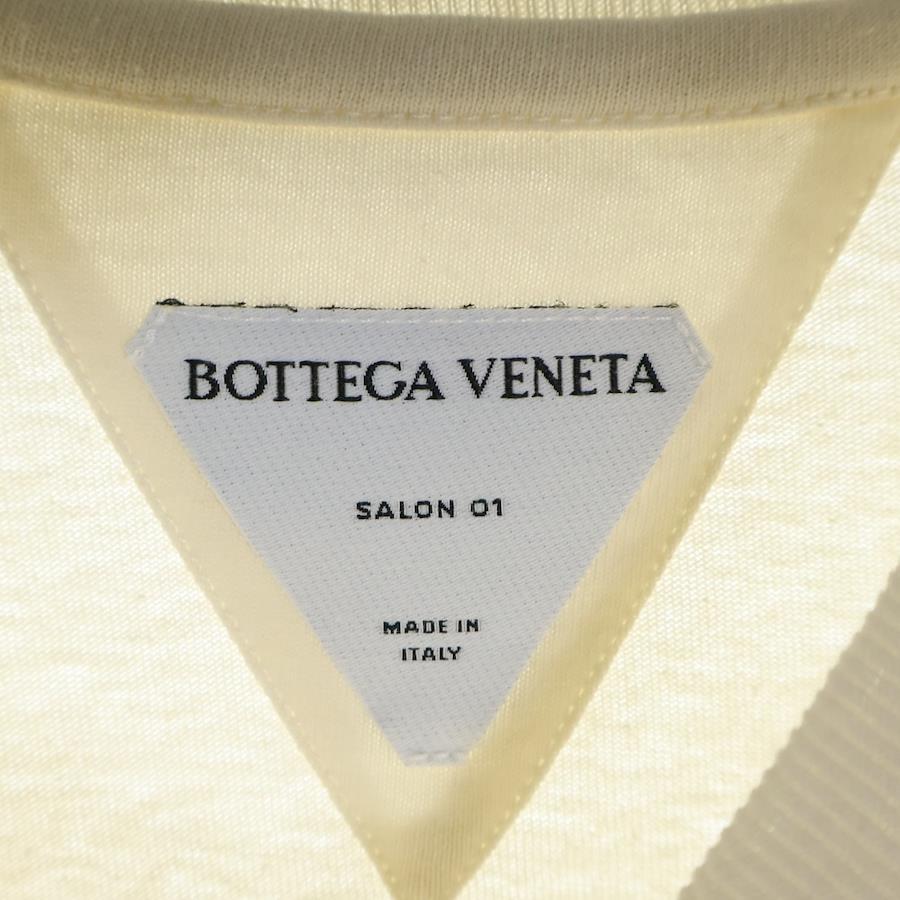 BOTTEGA VENETA
SALON 01
MADE IN
ITALY